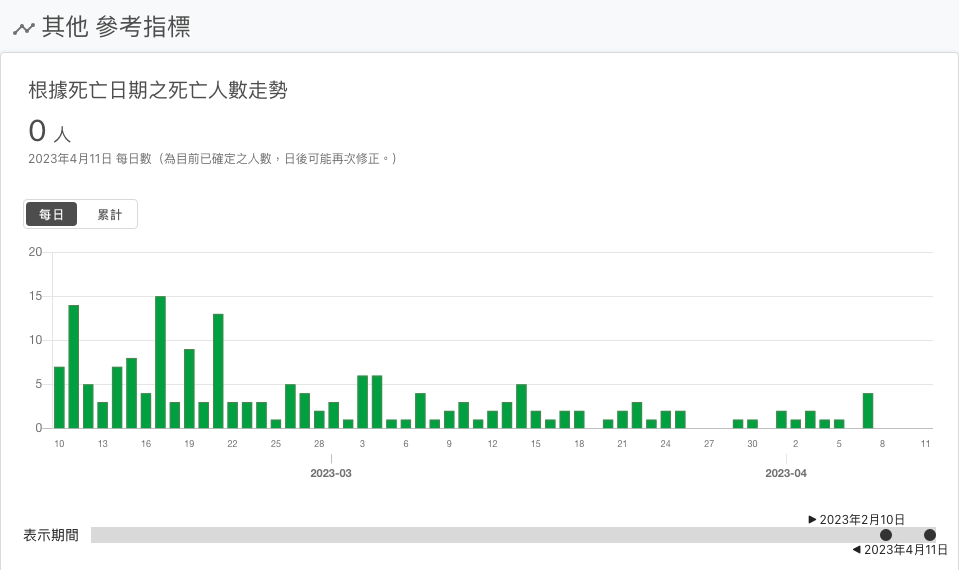 其他 參考指標
根據死亡日期之死亡人數走勢
0 人
2023年4月11日 每日數（為目前已確定之人數，日後可能再次修正。）
每日 累計
20
15
10
5
0
10 13 16 19 22 25 28 3 6 9 12 15 18 21 24 27 30 2 5 8 11
2023-03 2023-04
▶ 2023年2月10日
表示期間
◀ 2023年4月11日